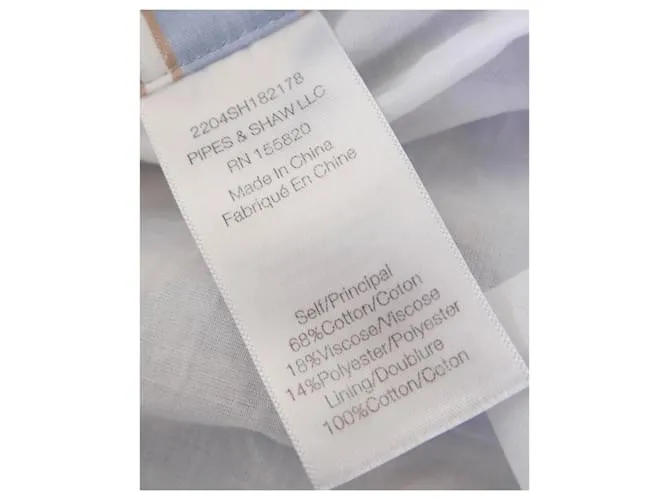 2204SH182178
PIPES & SHAW LLC
RN 155820
Made In China
Fabriqué En Chine
Self/Principal
68%Cotton/Coton
18%Viscose/Viscose
14%Polyester/Polyester
Lining/Doublure
100%Cotton/Coton